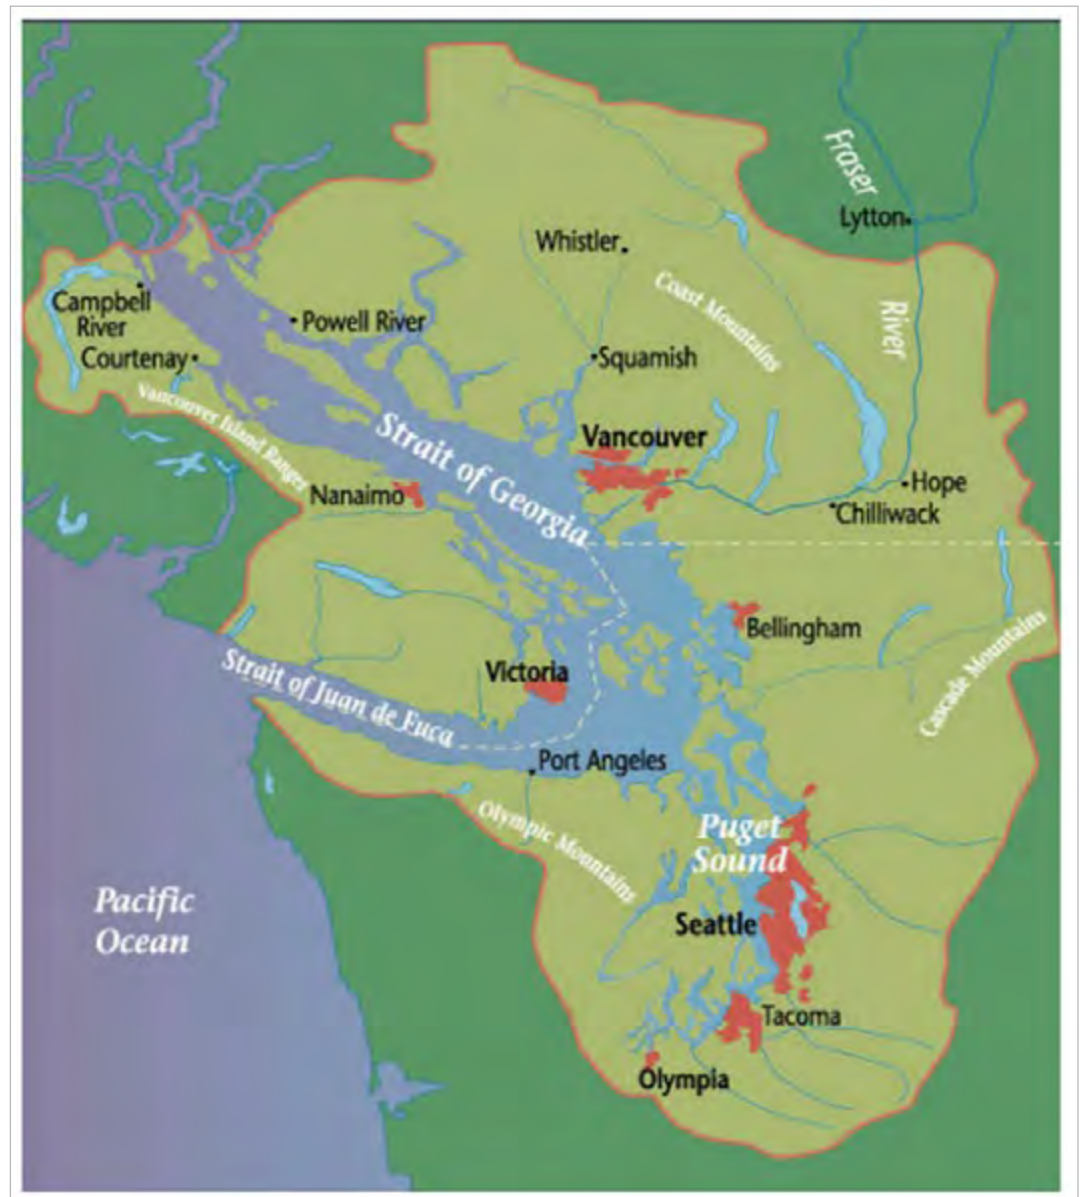 Fraser
Lytton
River
Whistler
Coast Mountains
Campbell
River
Powell River
Courtenay
Squamish
Vancouver Island Ranges
Strait of Georgia
Vancouver
Nanaimo
Hope
Chilliwack
Bellingham
Strait of Juan de Fuca
Victoria
Cascade Mountains
Port Angeles
Olympic Mountains
Puget
Sound
Pacific
Ocean
Seattle
Tacoma
Olympia